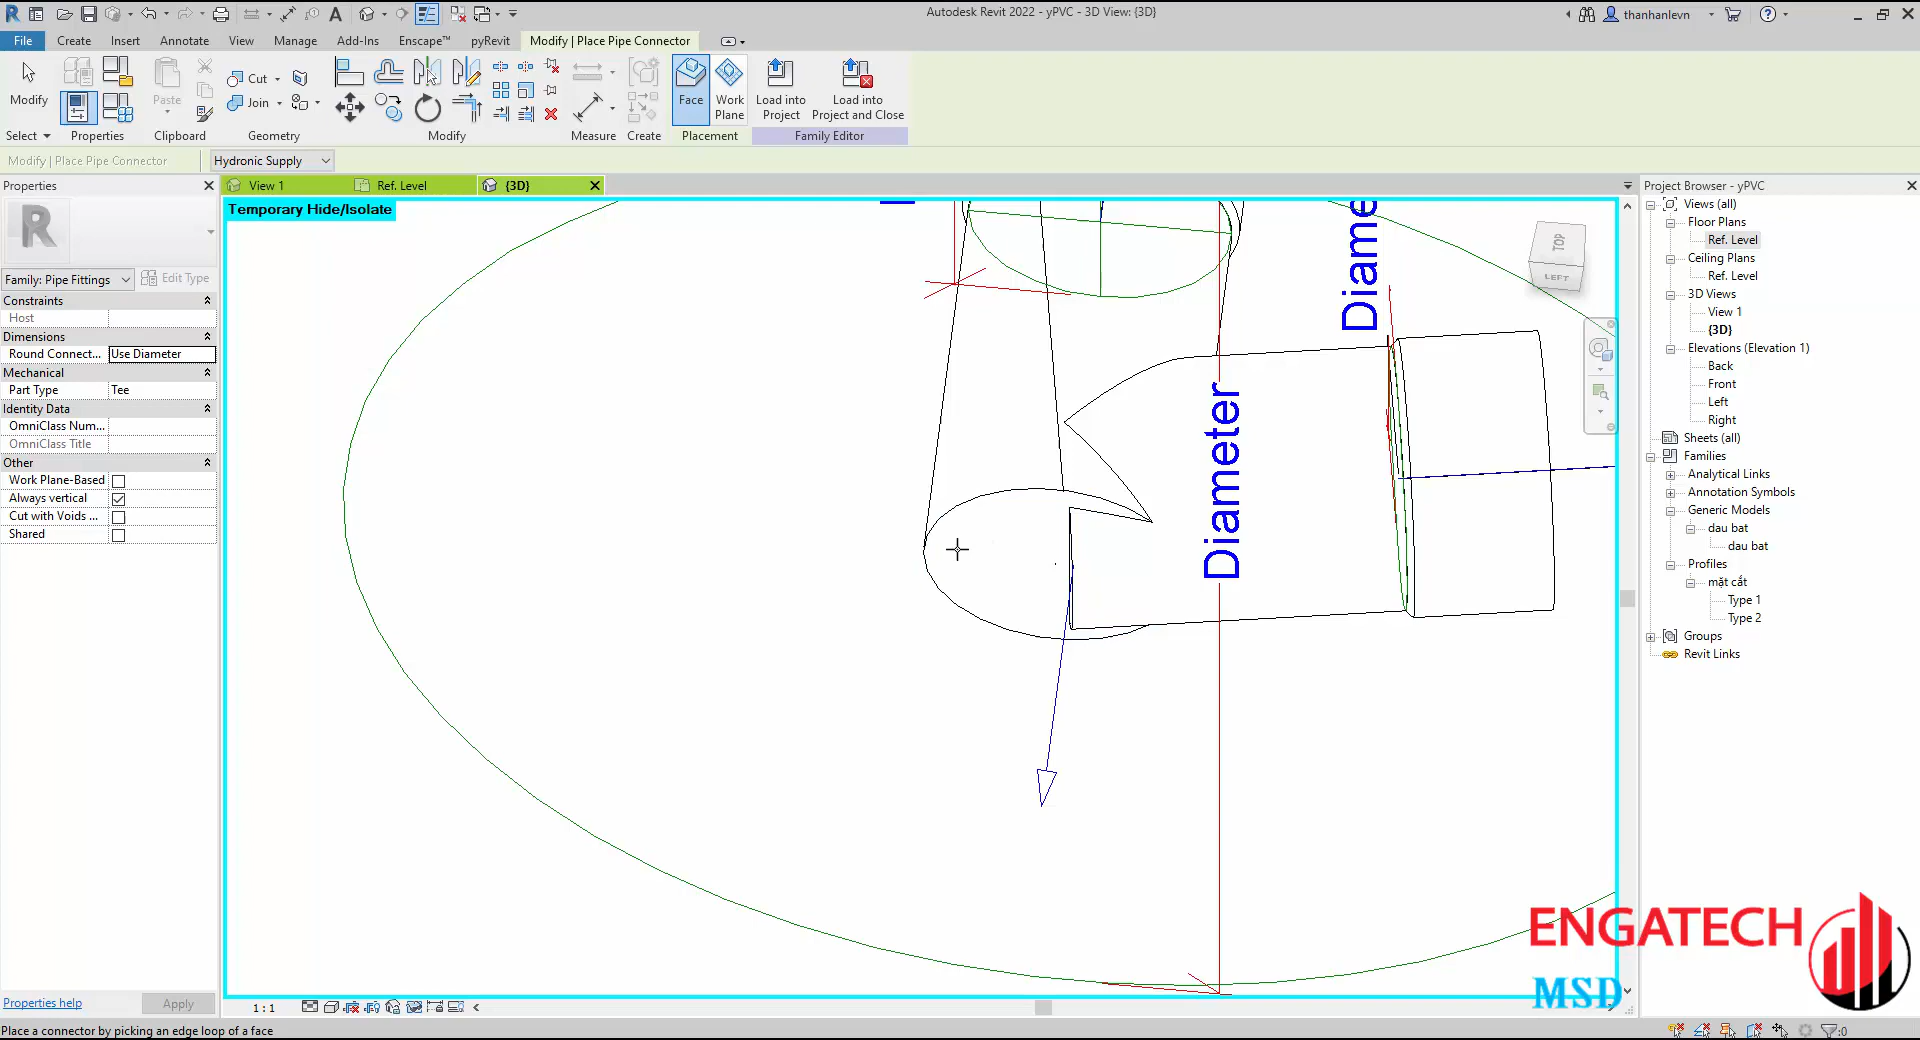 Autodesk Revit 2022 - yPVC - 3D View: {3D}
thanhlevn
File
Create
Insert
Annotate
View
Manage
Add-Ins
Enscape™
pyRevit
Modify | Place Pipe Connector
Modify
Paste
Cut
Join
Face
Work
Plane
Load into
Project
Load into
Project and Close
Select
Properties
Clipboard
Geometry
Modify
Measure
Create
Placement
Family Editor
Modify | Place Pipe Connector
Hydronic Supply
Properties
View 1
Ref. Level
{3D}
Project Browser - yPVC
Temporary Hide/Isolate
Family: Pipe Fittings
Edit Type
Constraints
Host
Dimensions
Round Connect... Use Diameter
Mechanical
Part Type Tee
Identity Data
OmniClass Num...
OmniClass Title
Other
Work Plane-Based
Always vertical
Cut with Voids ...
Shared
Properties help
Apply
Diameter
Diame
TOP
LEFT
Views (all)
Floor Plans
Ref. Level
Ceiling Plans
Ref. Level
3D Views
View 1
{3D}
Elevations (Elevation 1)
Back
Front
Left
Right
Sheets (all)
Families
Analytical Links
Annotation Symbols
Generic Models
dau bat
dau bat
Profiles
mặt cắt
Type 1
Type 2
Groups
Revit Links
ENGATECH
MSD
1 : 1
Place a connector by picking an edge loop of a face
:0